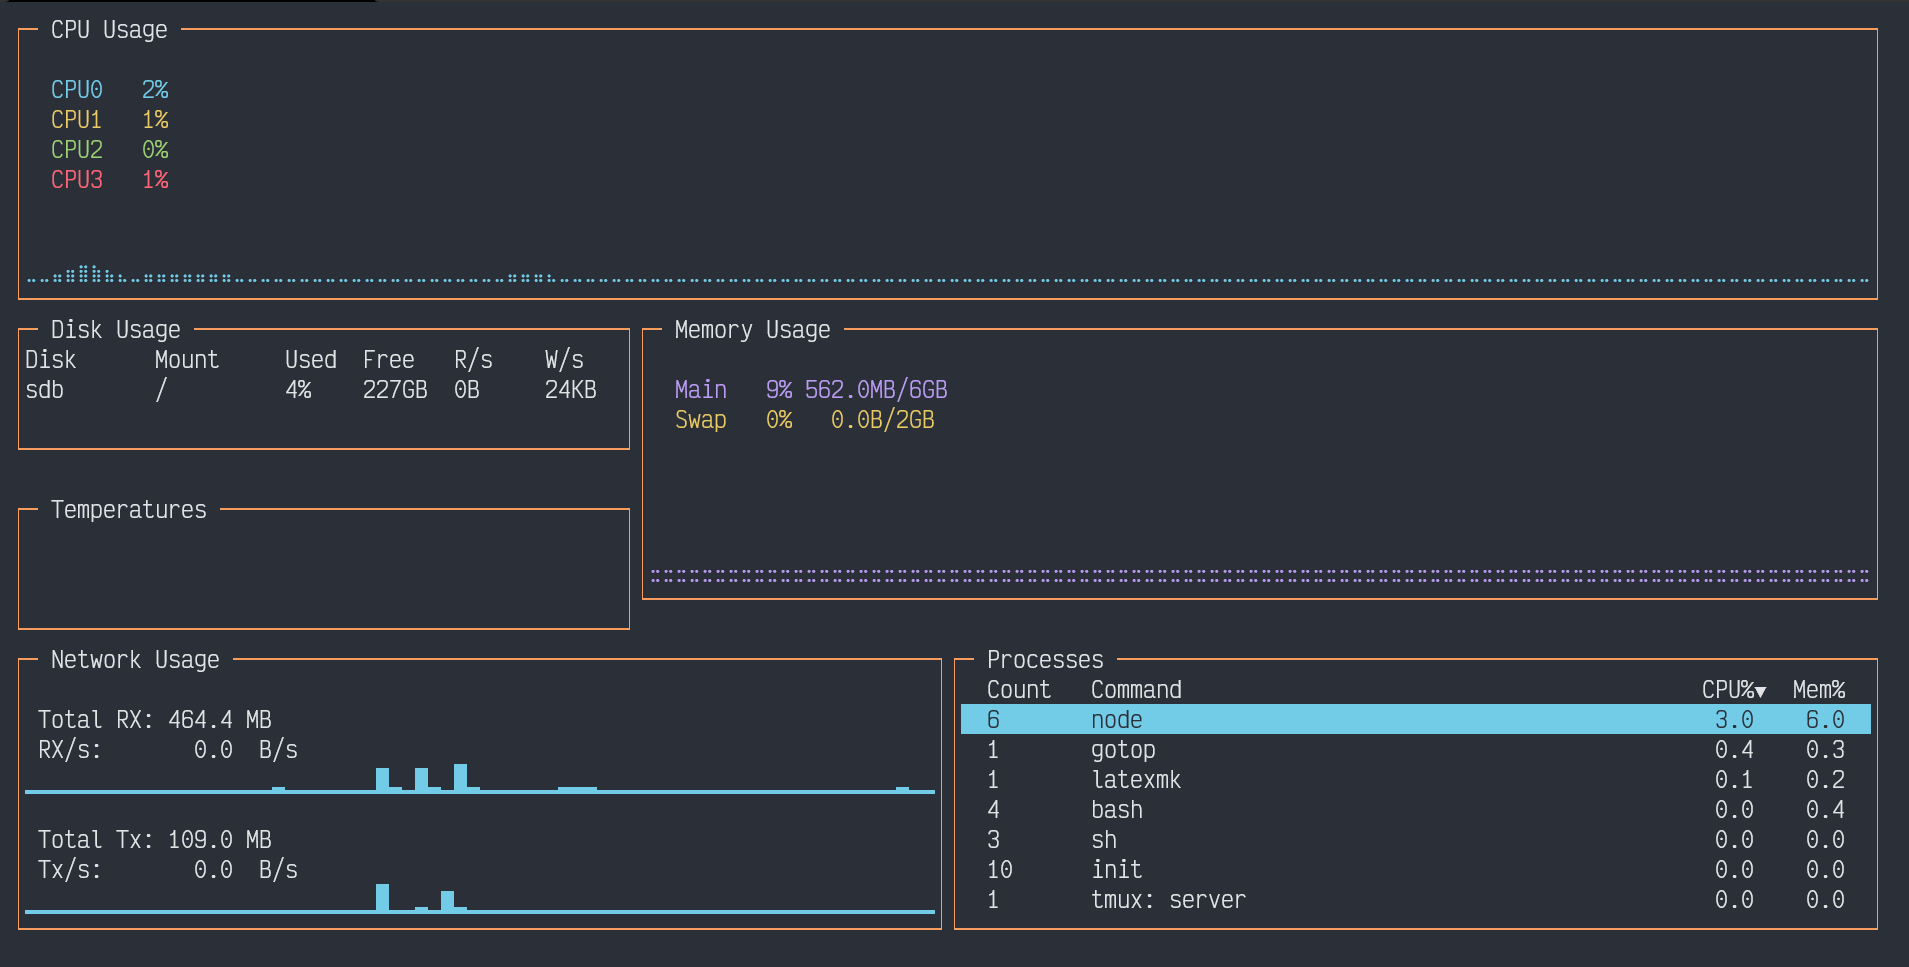 CPU Usage
CPU0 2%
CPU1 1%
CPU2 0%
CPU3 1%
Disk Usage
Disk Mount Used Free R/s W/s
sdb / 4% 227GB 0B 24KB
Memory Usage
Main 9% 562.0MB/6GB
Swap 0% 0.0B/2GB
Temperatures
Network Usage
Total RX: 464.4 MB
RX/s: 0.0 B/s
Total Tx: 109.0 MB
Tx/s: 0.0 B/s
Processes
Count Command CPU%▼ Mem%
6 node 3.0 6.0
1 gotop 0.4 0.3
1 latexmk 0.1 0.2
4 bash 0.0 0.4
3 sh 0.0 0.0
10 init 0.0 0.0
1 tmux: server 0.0 0.0